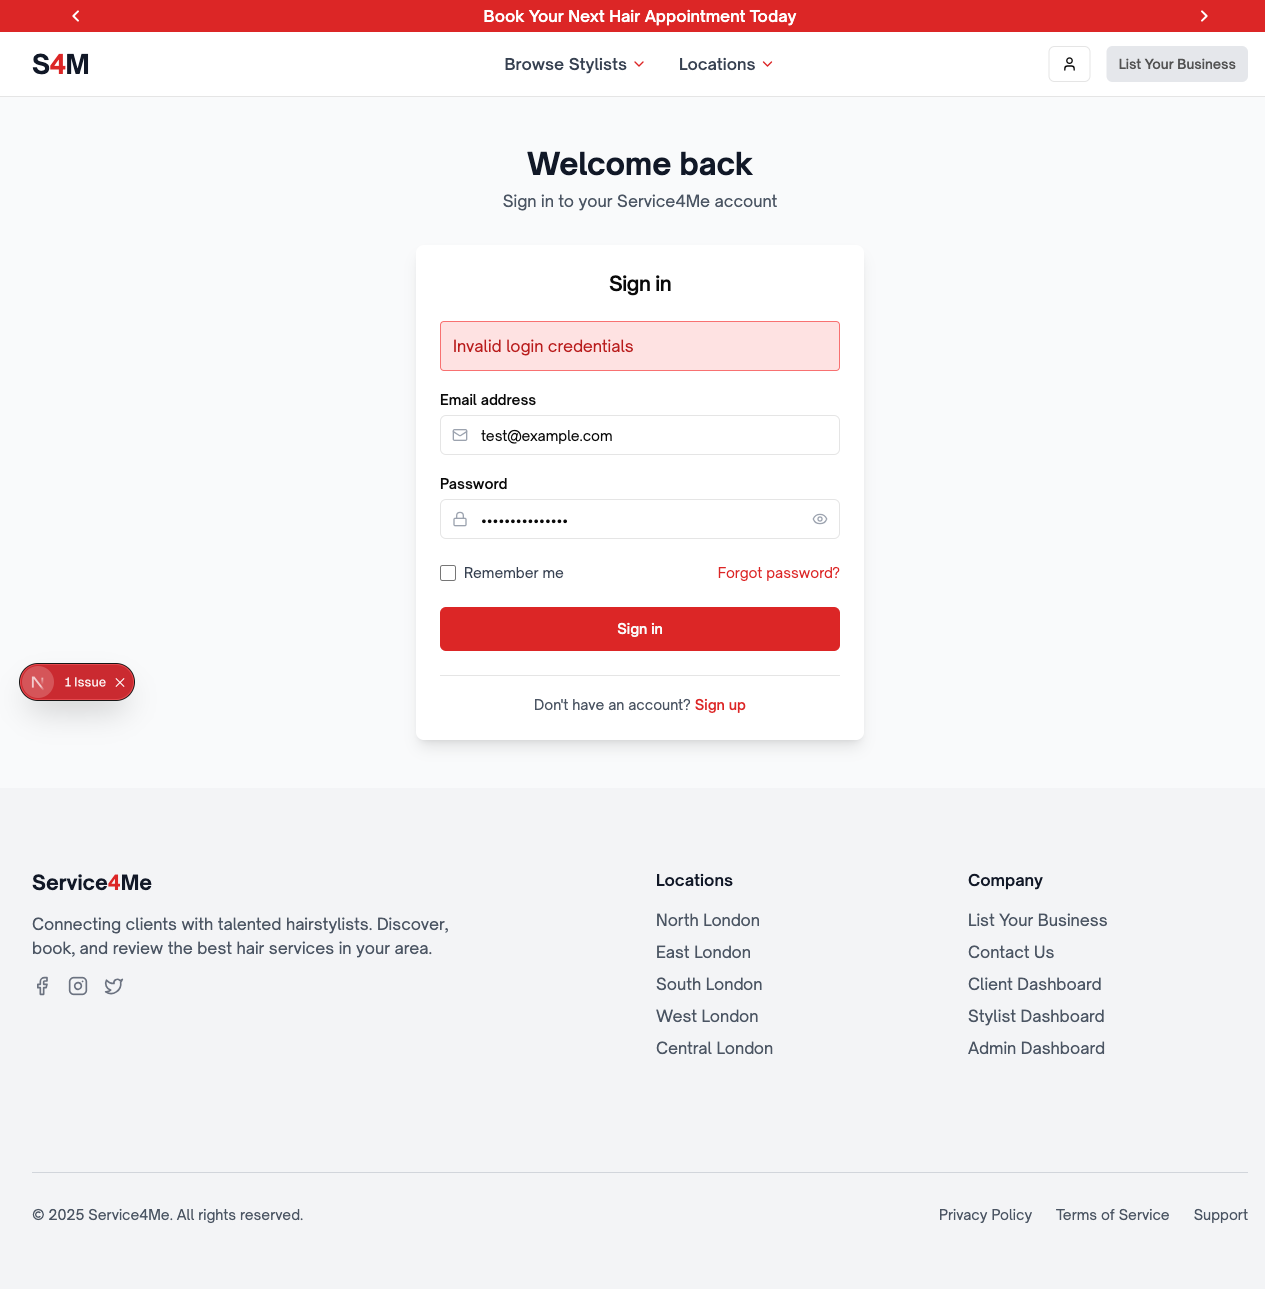 Book Your Next Hair Appointment Today
S4M
Browse Stylists
Locations
List Your Business
Welcome back
Sign in to your Service4Me account
Sign in
Invalid login credentials
Email address
test@example.com
Password
•••••••••••••••
Remember me
Forgot password?
Sign in
N
1 Issue
Don't have an account? Sign up
Service4Me
Connecting clients with talented hairstylists. Discover,
book, and review the best hair services in your area.
Locations
North London
East London
South London
West London
Central London
Company
List Your Business
Contact Us
Client Dashboard
Stylist Dashboard
Admin Dashboard
© 2025 Service4Me. All rights reserved.
Privacy Policy
Terms of Service
Support